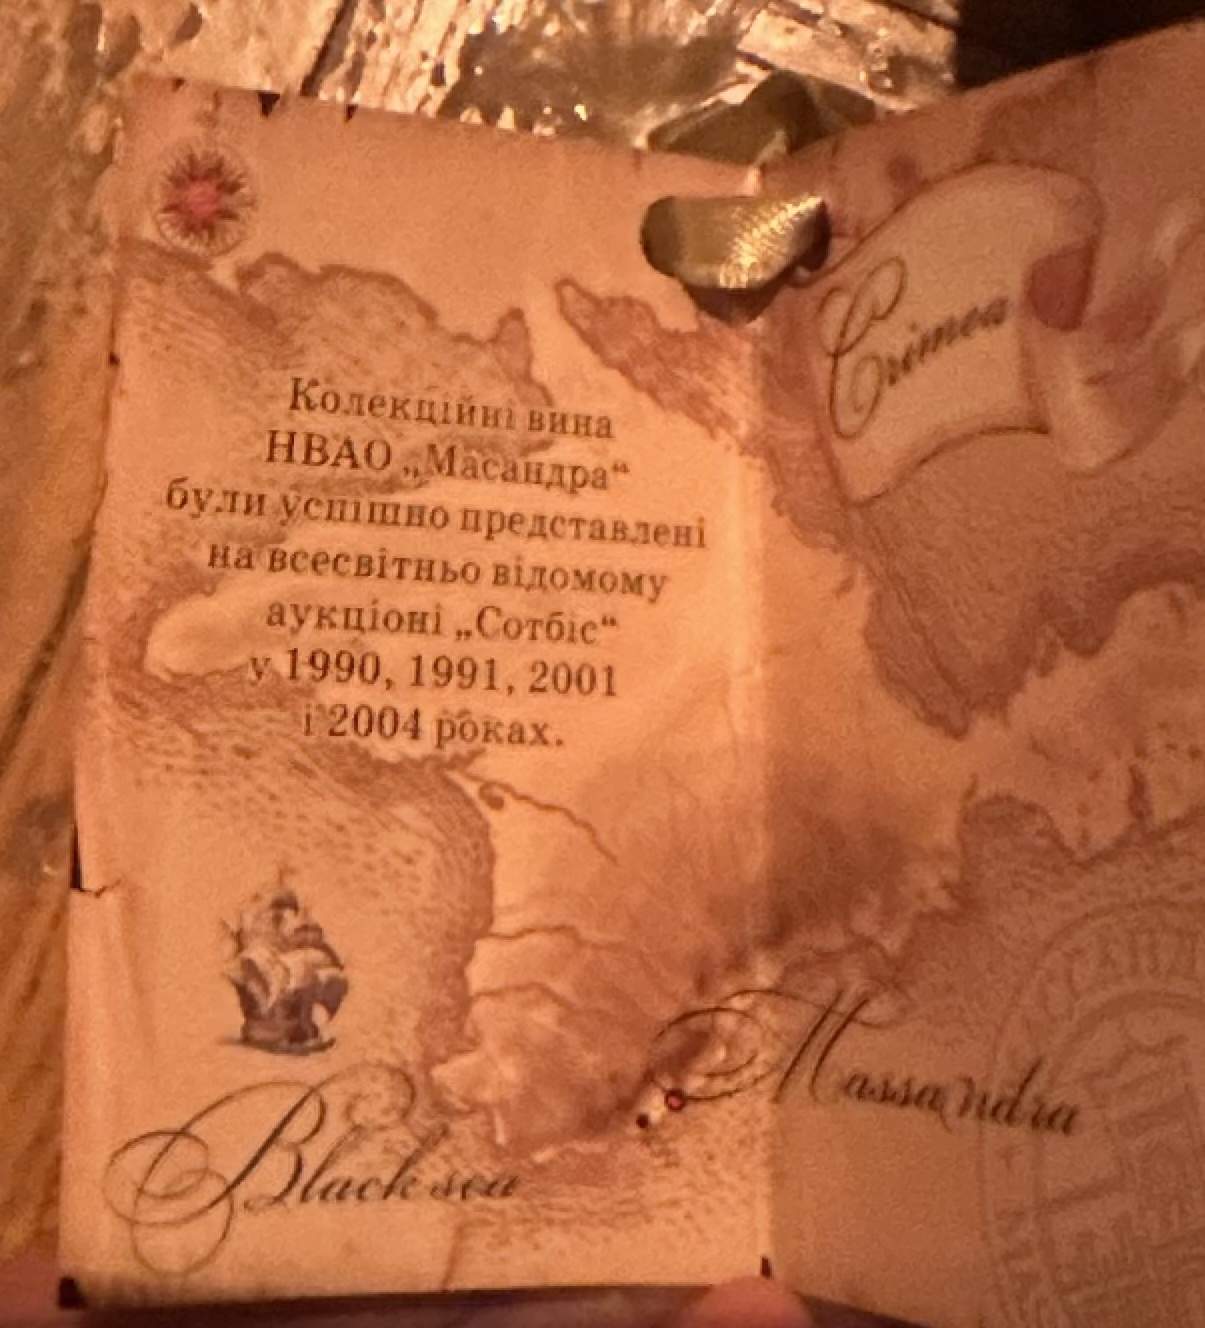 Crimea
Колекційні вина
НВАО „Масандра“
були успішно представлені
на всесвітньо відомому
аукціоні „Сотбіс“
у 1990, 1991, 2001
і 2004 роках.
Massandra
Black sea